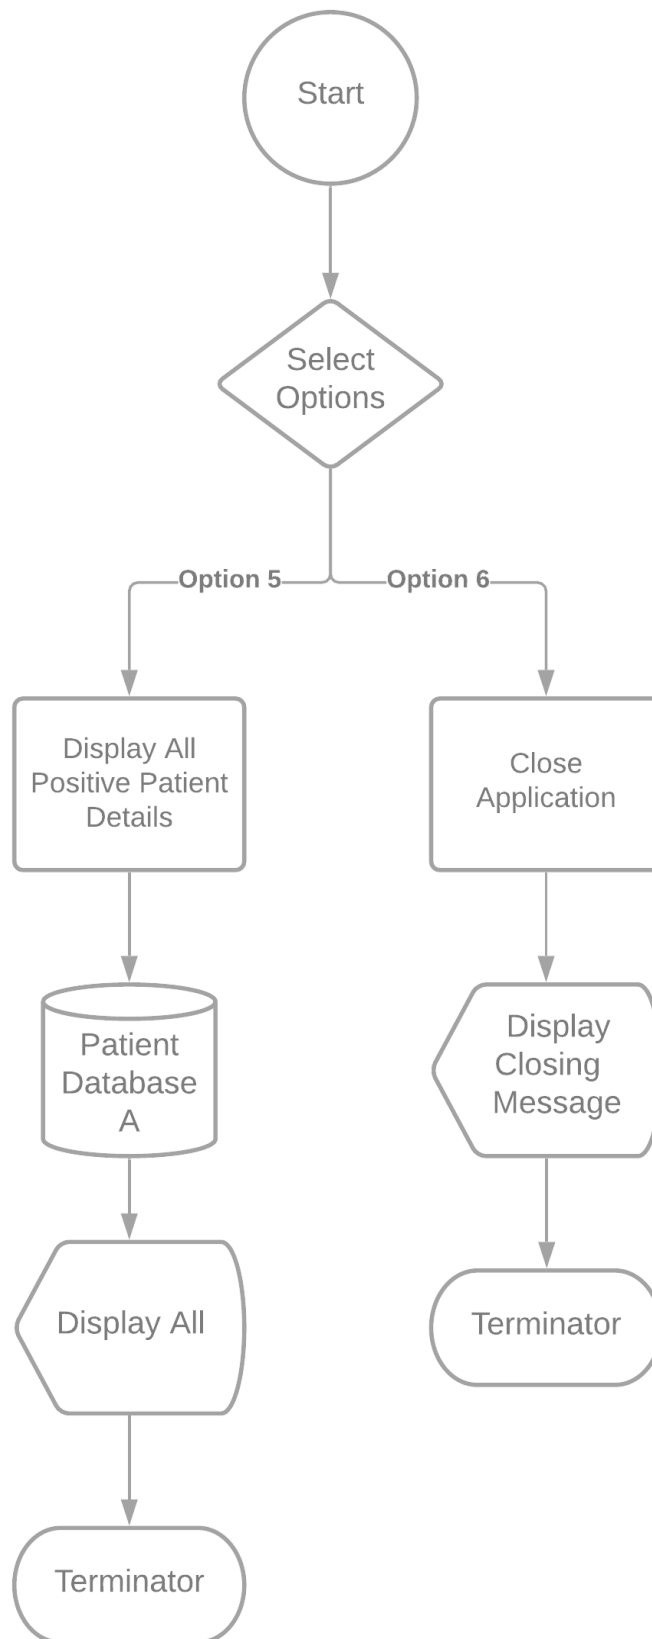 Start
Select
Options
Option 5
Option 6
Display All
Positive Patient
Details
Close
Application
Patient
Database
A
Display
Closing
Message
Display All
Terminator
Terminator